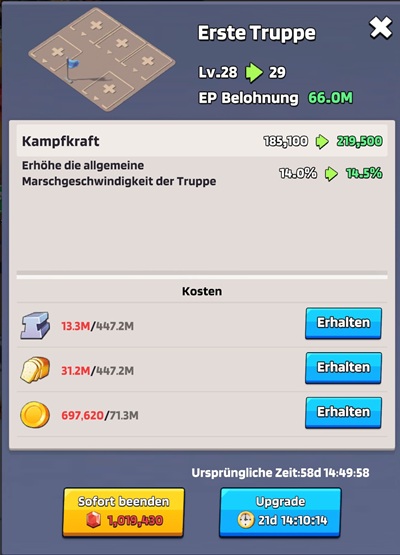 Erste Truppe
Lv.28 29
EP Belohnung 66.0M
Kampfkraft 185,100 219,500
Erhöhe die allgemeine
Marschgeschwindigkeit der Truppe 14.0% 14.5%
Kosten
13.3M/447.2M Erhalten
31.2M/447.2M Erhalten
697,620/71.3M Erhalten
Ursprüngliche Zeit:58d 14:49:58
Sofort beenden
1,019,430
Upgrade
21d 14:10:14